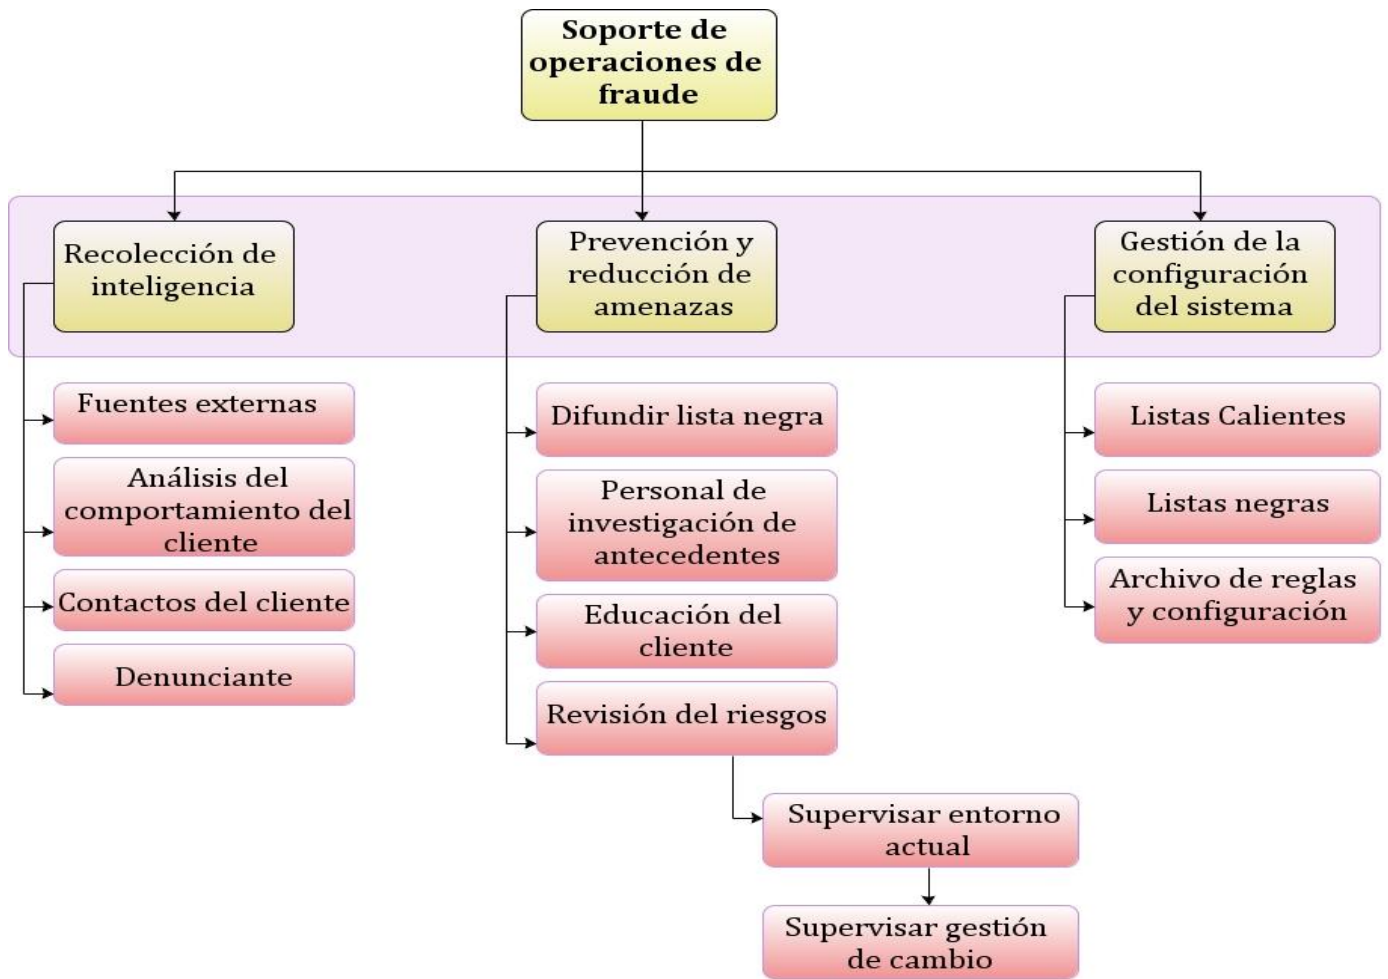 Soporte de
operaciones de
fraude
Recolección de
inteligencia
Prevención y
reducción de
amenazas
Gestión de la
configuración
del sistema
Fuentes externas
Análisis del
comportamiento del
cliente
Contactos del cliente
Denunciante
Difundir lista negra
Personal de
investigación de
antecedentes
Educación del
cliente
Revisión del riesgos
Supervisar entorno
actual
Supervisar gestión
de cambio
Listas Calientes
Listas negras
Archivo de reglas
y configuración